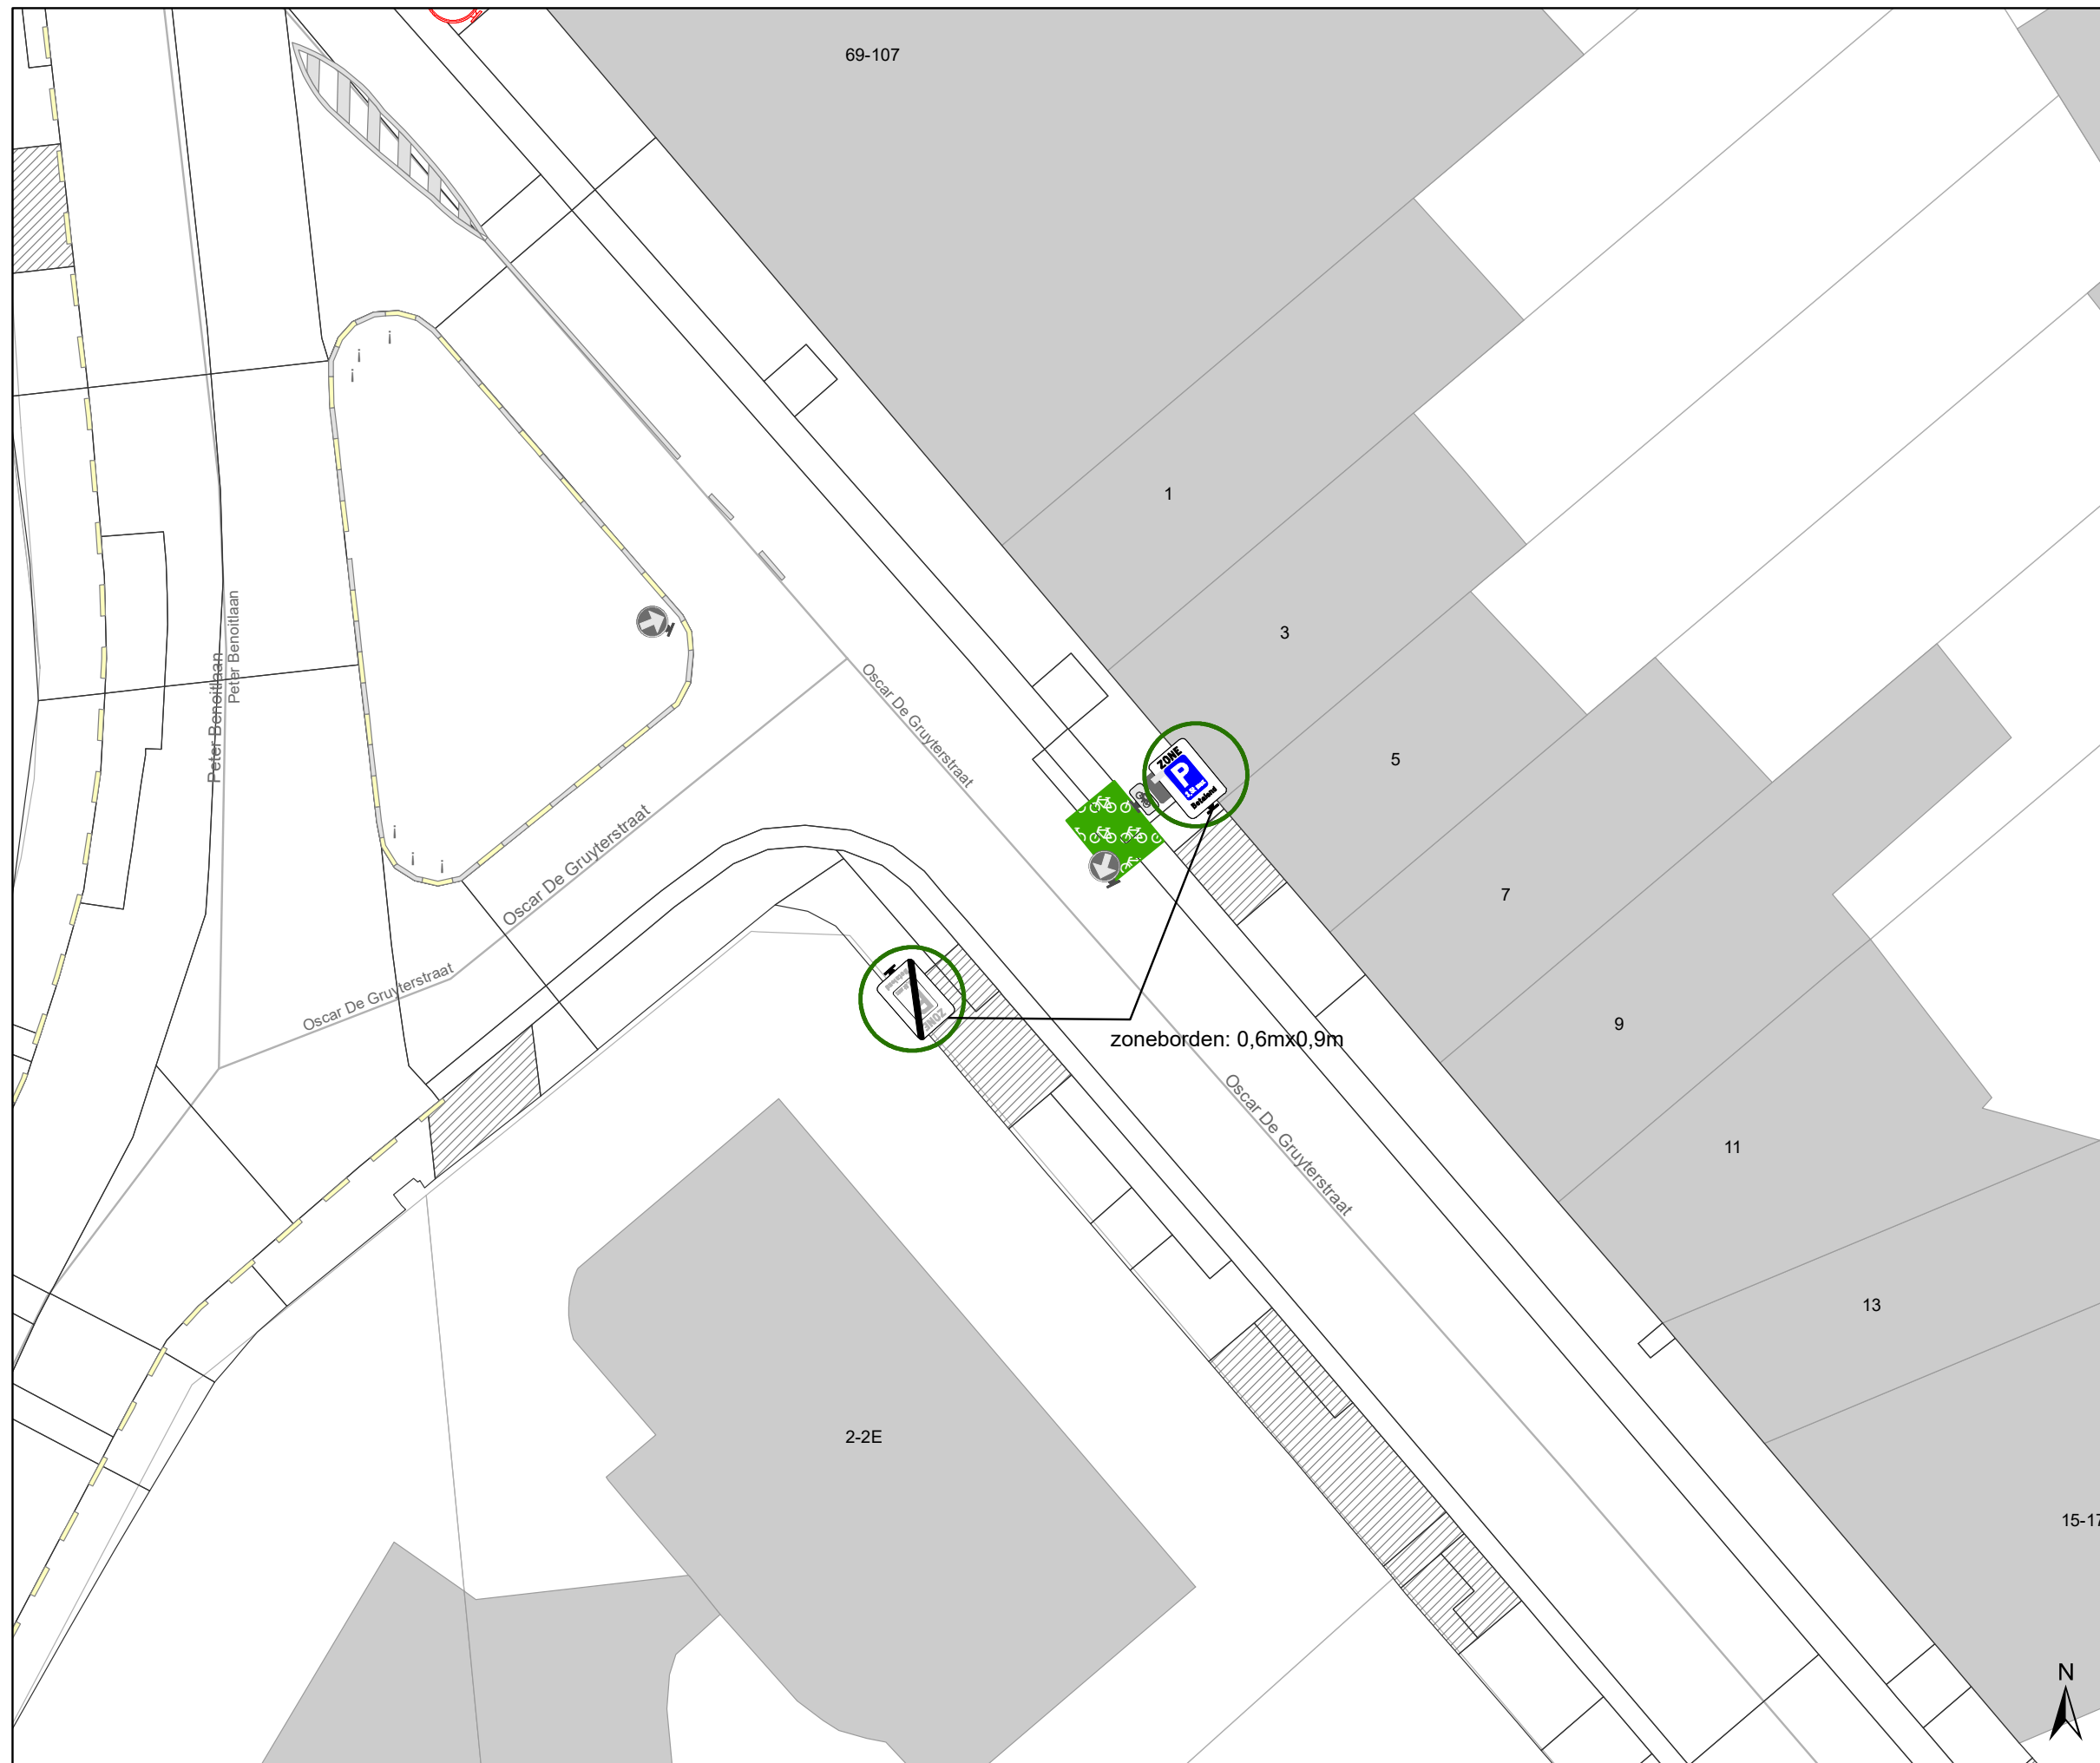 69-107
1
3
5
7
9
11
13
15-17
2-2E
Peter Benoitlaan
Peter Benoitlaan
Oscar De Gruyterstraat
Oscar De Gruyterstraat
Oscar De Gruyterstraat
Oscar De Gruyterstraat
ZONE
P
Betalend
Betalend
P
ZONE
zoneborden: 0,6mx0,9m
N